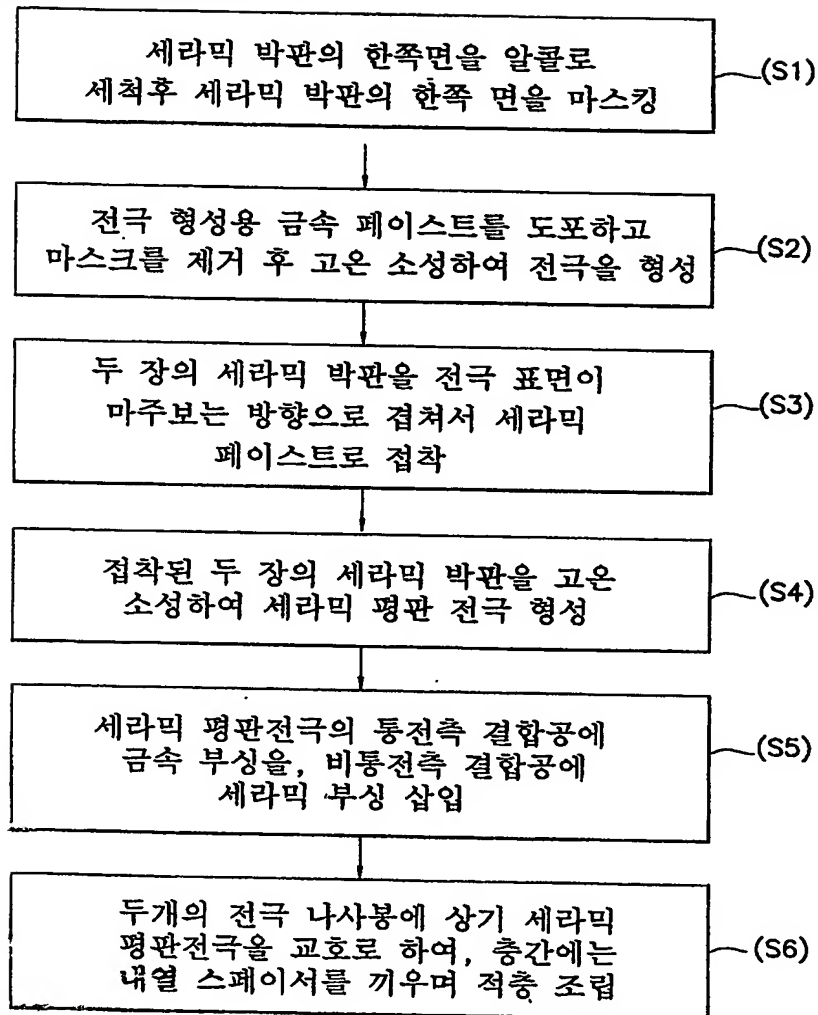 세라믹 박판의 한쪽면을 알콜로
세척후 세라믹 박판의 한쪽 면을 마스킹
(S1)
전극 형성용 금속 페이스트를 도포하고
마스크를 제거 후 고온 소성하여 전극을 형성
(S2)
두 장의 세라믹 박판을 전극 표면이
마주보는 방향으로 겹쳐서 세라믹
페이스트로 접착
(S3)
접착된 두 장의 세라믹 박판을 고온
소성하여 세라믹 평판 전극 형성
(S4)
세라믹 평판전극의 통전측 결합공에
금속 부싱을, 비통전측 결합공에
세라믹 부싱 삽입
(S5)
두개의 전극 나사봉에 상기 세라믹
평판전극을 교호로 하여, 층간에는
내열 스페이서를 끼우며 적층 조립
(S6)